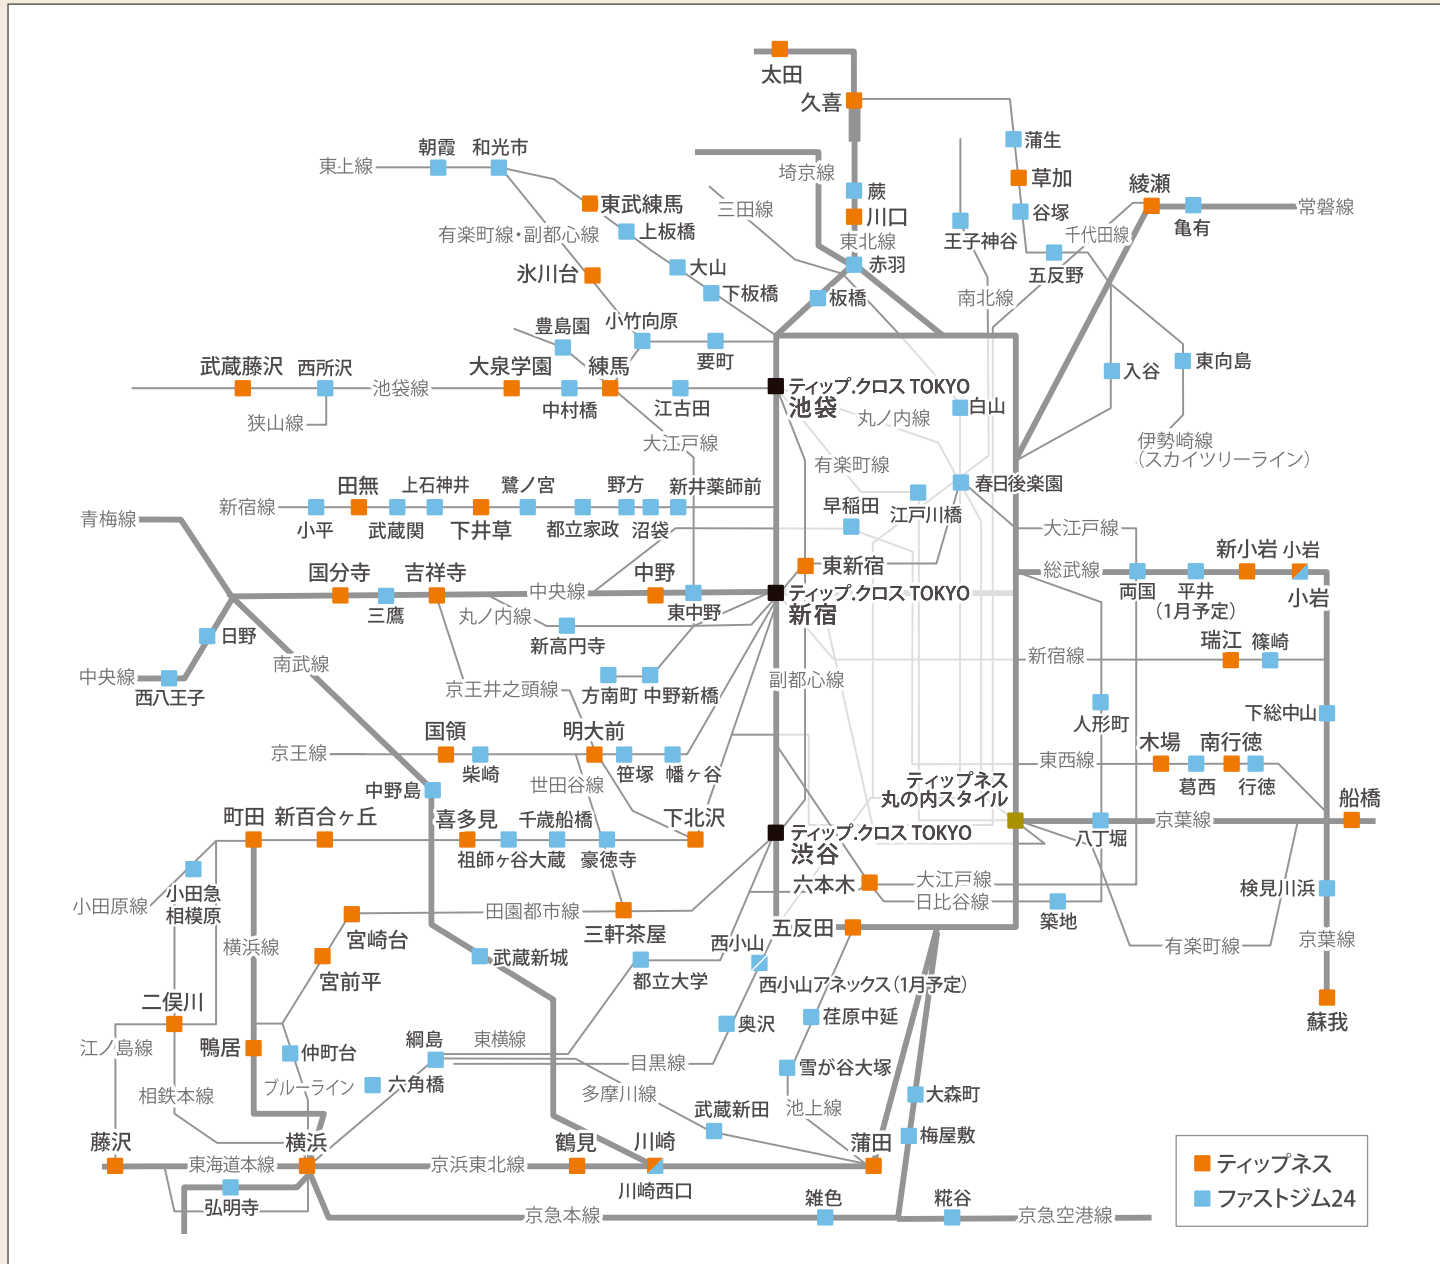 太田
久喜
蒲生
朝霞
和光市
東上線
埼京線
草加
綾瀬
蕨
東武練馬
三田線
川口
谷塚
亀有
常磐線
有楽町線・副都心線
上板橋
東北線
王子神谷
千代田線
氷川台
大山
赤羽
五反野
下板橋
板橋
南北線
豊島園
小竹向原
要町
武蔵藤沢
西所沢
池袋線
大泉学園
練馬
入谷
東向島
ティップ.クロス TOKYO
池袋
中村橋
江古田
白山
丸ノ内線
狭山線
大江戸線
伊勢崎線
(スカイツリーライン)
有楽町線
田無
上石神井
鷺ノ宮
野方
新井薬師前
春日後楽園
新宿線
早稲田
江戸川橋
青梅線
小平
武蔵関
下井草
都立家政
沼袋
大江戸線
新小岩
小岩
国分寺
吉祥寺
中央線
中野
東新宿
総武線
両国
平井
(1月予定)
小岩
ティップ.クロス TOKYO
新宿
三鷹
丸ノ内線
東中野
日野
新高円寺
瑞江
篠崎
南武線
新宿線
中央線
西八王子
京王井之頭線
方南町
中野新橋
副都心線
人形町
下総中山
国領
明大前
京王線
木場
南行徳
東西線
柴崎
笹塚
幡ヶ谷
葛西
行徳
世田谷線
中野島
ティップネス
丸の内スタイル
船橋
町田
新百合ヶ丘
喜多見
千歳船橋
下北沢
京葉線
ティップ.クロス TOKYO
渋谷
八丁堀
祖師ヶ谷大蔵
豪徳寺
小田急
相模原
六本木
大江戸線
検見川浜
小田原線
日比谷線
田園都市線
築地
宮崎台
三軒茶屋
五反田
横浜線
西小山
有楽町線
京葉線
武蔵新城
宮前平
都立大学
西小山アネックス(1月予定)
二俣川
奥沢
荏原中延
蘇我
江ノ島線
鴨居
仲町台
綱島
東横線
目黒線
雪が谷大塚
ブルーライン
六角橋
相鉄本線
多摩川線
池上線
大森町
武蔵新田
梅屋敷
藤沢
横浜
鶴見
川崎
蒲田
東海道本線
京浜東北線
ティップネス
川崎西口
弘明寺
雑色
糀谷
ファストジム24
京急本線
京急空港線